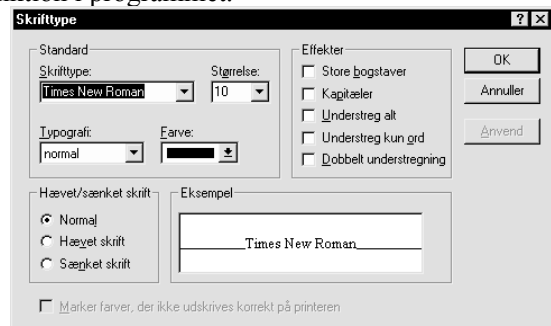 funktion i programmet.
Skrifttype
Standard
Skrifttype:
Størrelse:
Times New Roman
10
Typografi:
Farve:
normal
Effekter
Store bogstaver
Kapitæler
Understreg alt
Understreg kun ord
Dobbelt understregning
OK
Annuller
Anvend
Hævet/sænket skrift
Normal
Hævet skrift
Sænket skrift
Eksempel
Times New Roman
Marker farver, der ikke udskrives korrekt på printeren